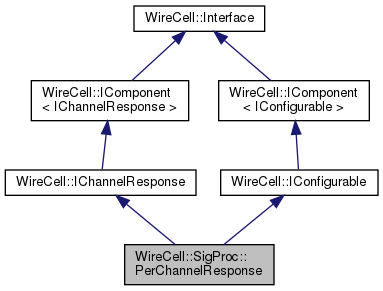 WireCell::Interface
WireCell::IComponent
< IChannelResponse >
WireCell::IComponent
< IConfigurable >
WireCell::IChannelResponse
WireCell::IConfigurable
WireCell::SigProc::
PerChannelResponse